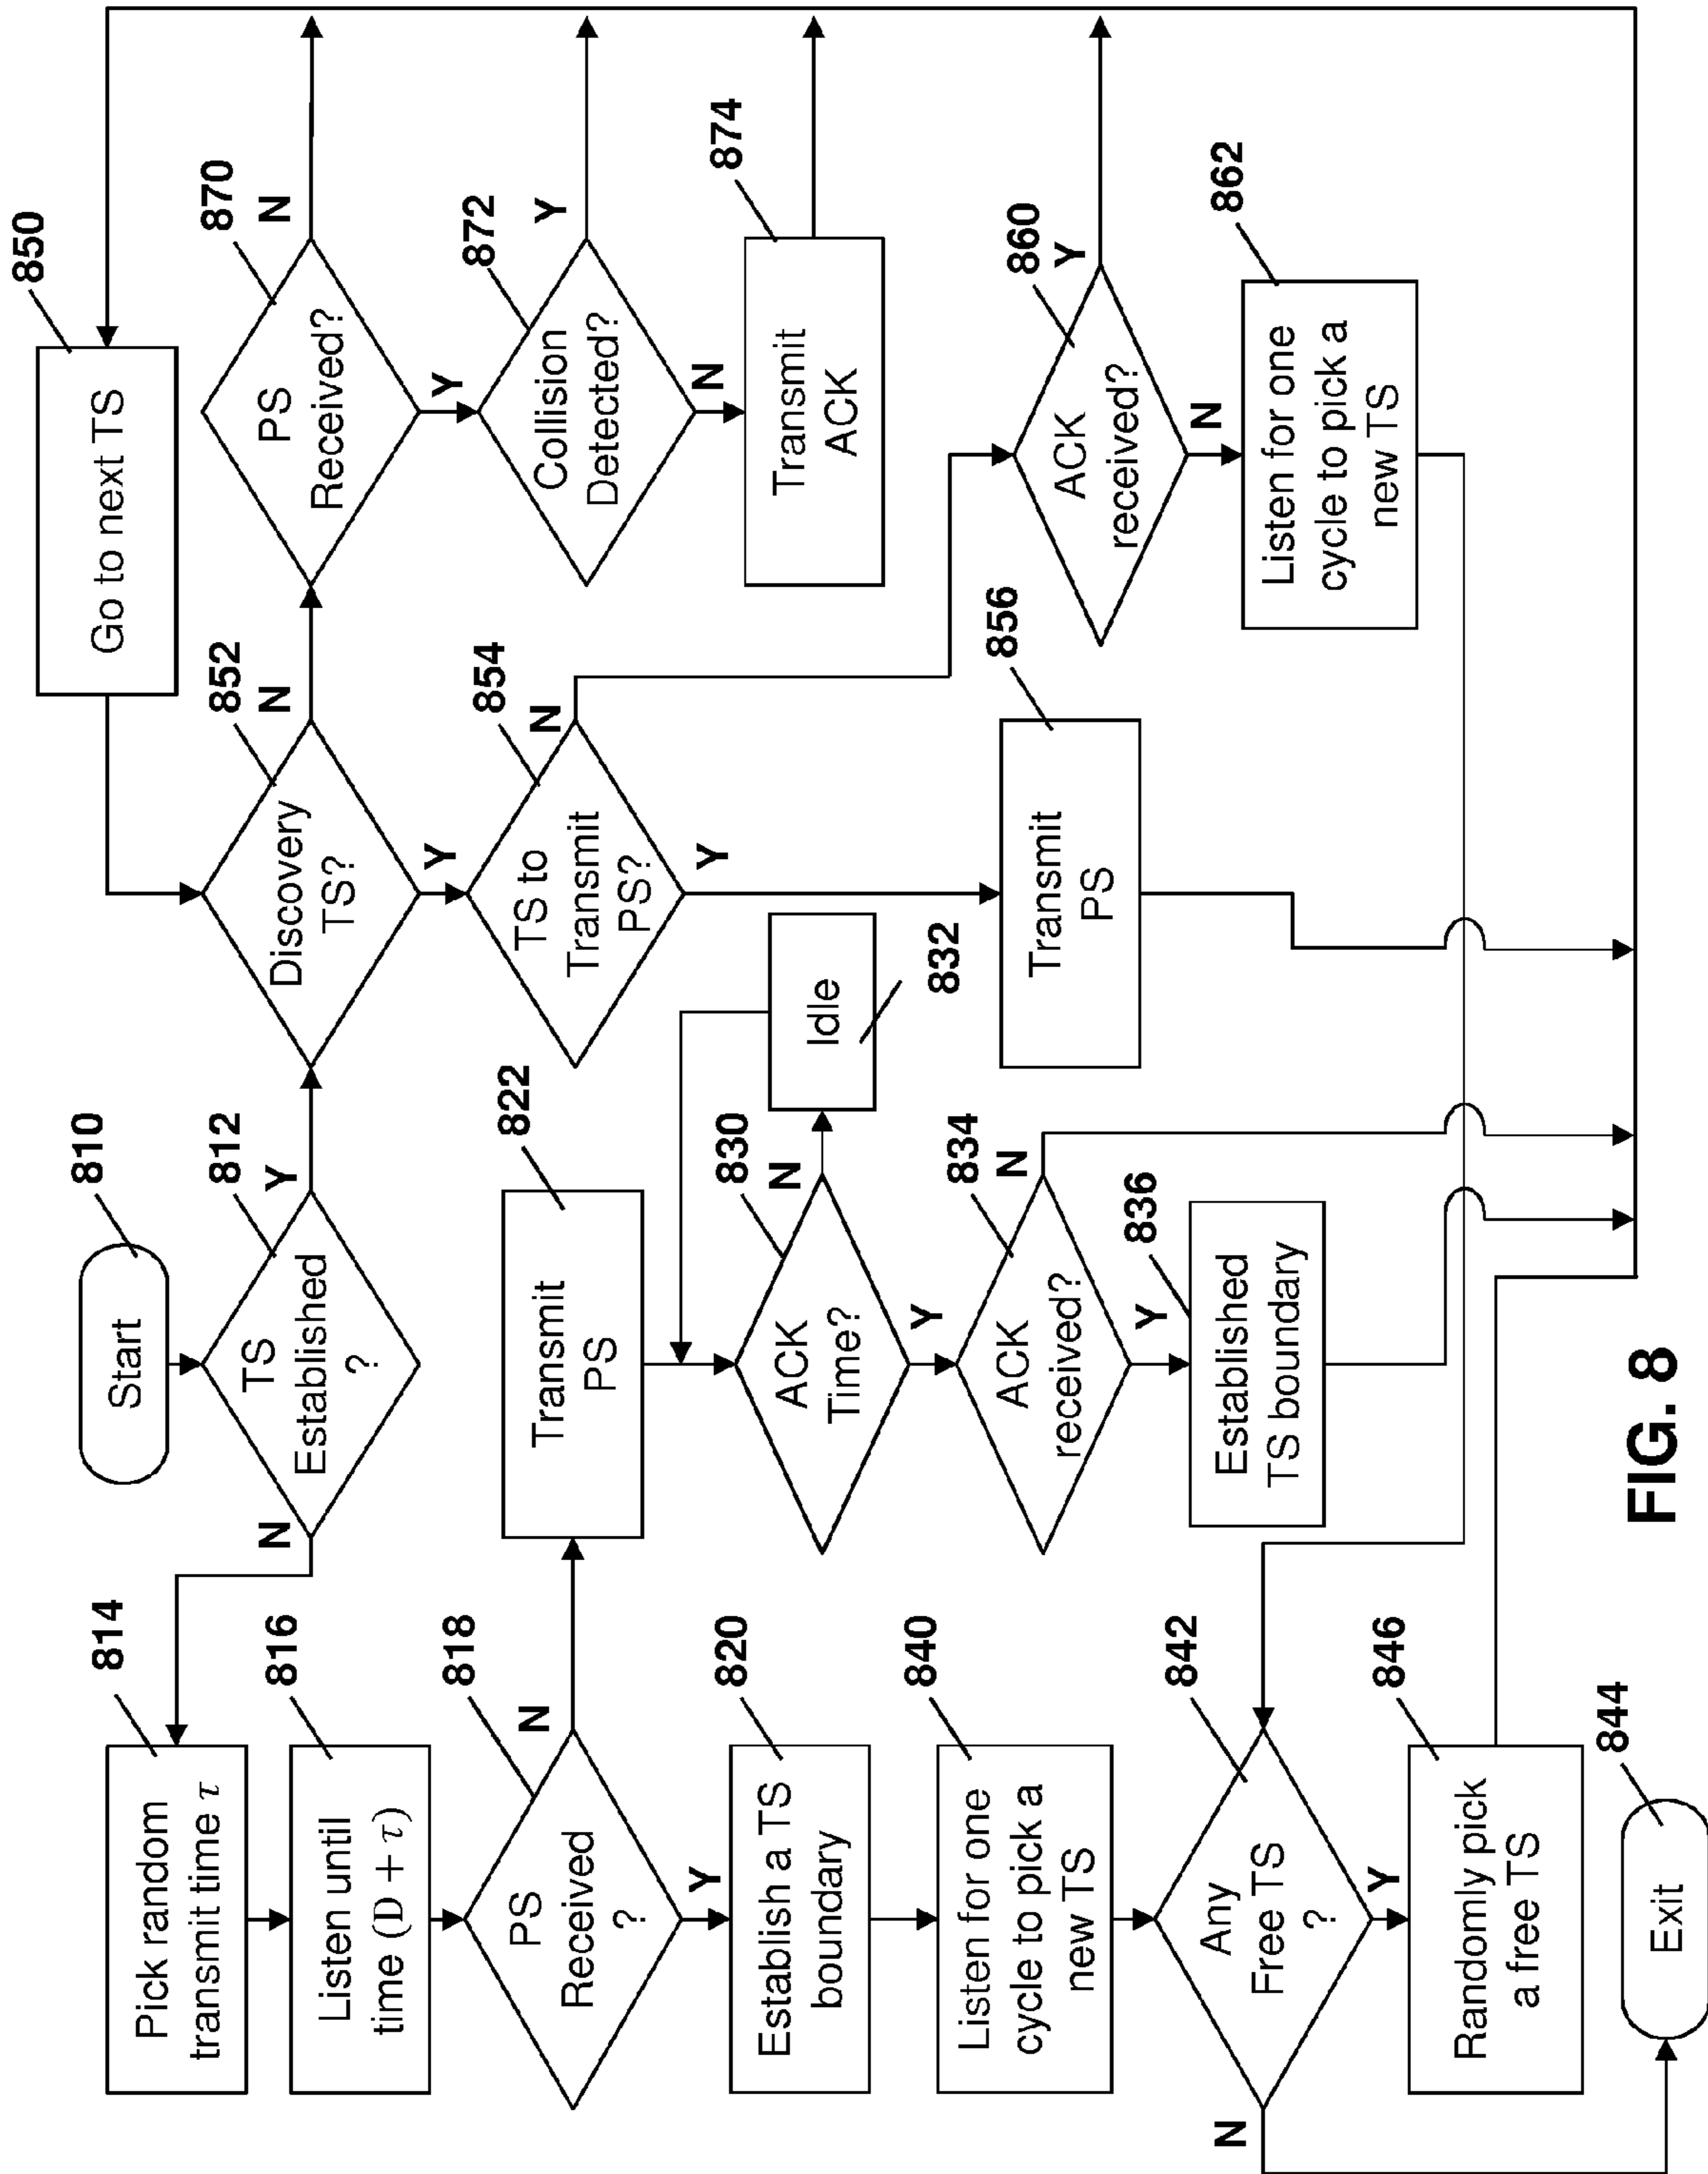 810
Start
812
TS
Established
?
N
Y
814
Pick random
transmit time τ
816
Listen until
time (D + τ)
818
PS
Received
?
N
Y
820
Establish a TS
boundary
840
Listen for one
cycle to pick a
new TS
842
Any
Free TS
?
N
Y
846
Randomly pick
a free TS
844
Exit
822
Transmit
PS
830
ACK
Time?
N
Y
832
Idle
834
ACK
received?
N
Y
836
Established
TS boundary
850
Go to next TS
852
Discovery
TS?
N
Y
854
TS to
Transmit
PS?
N
Y
856
Transmit
PS
870
PS
Received?
N
Y
872
Collision
Detected?
Y
N
874
Transmit
ACK
860
ACK
received?
Y
N
862
Listen for one
cycle to pick a
new TS
FIG. 8